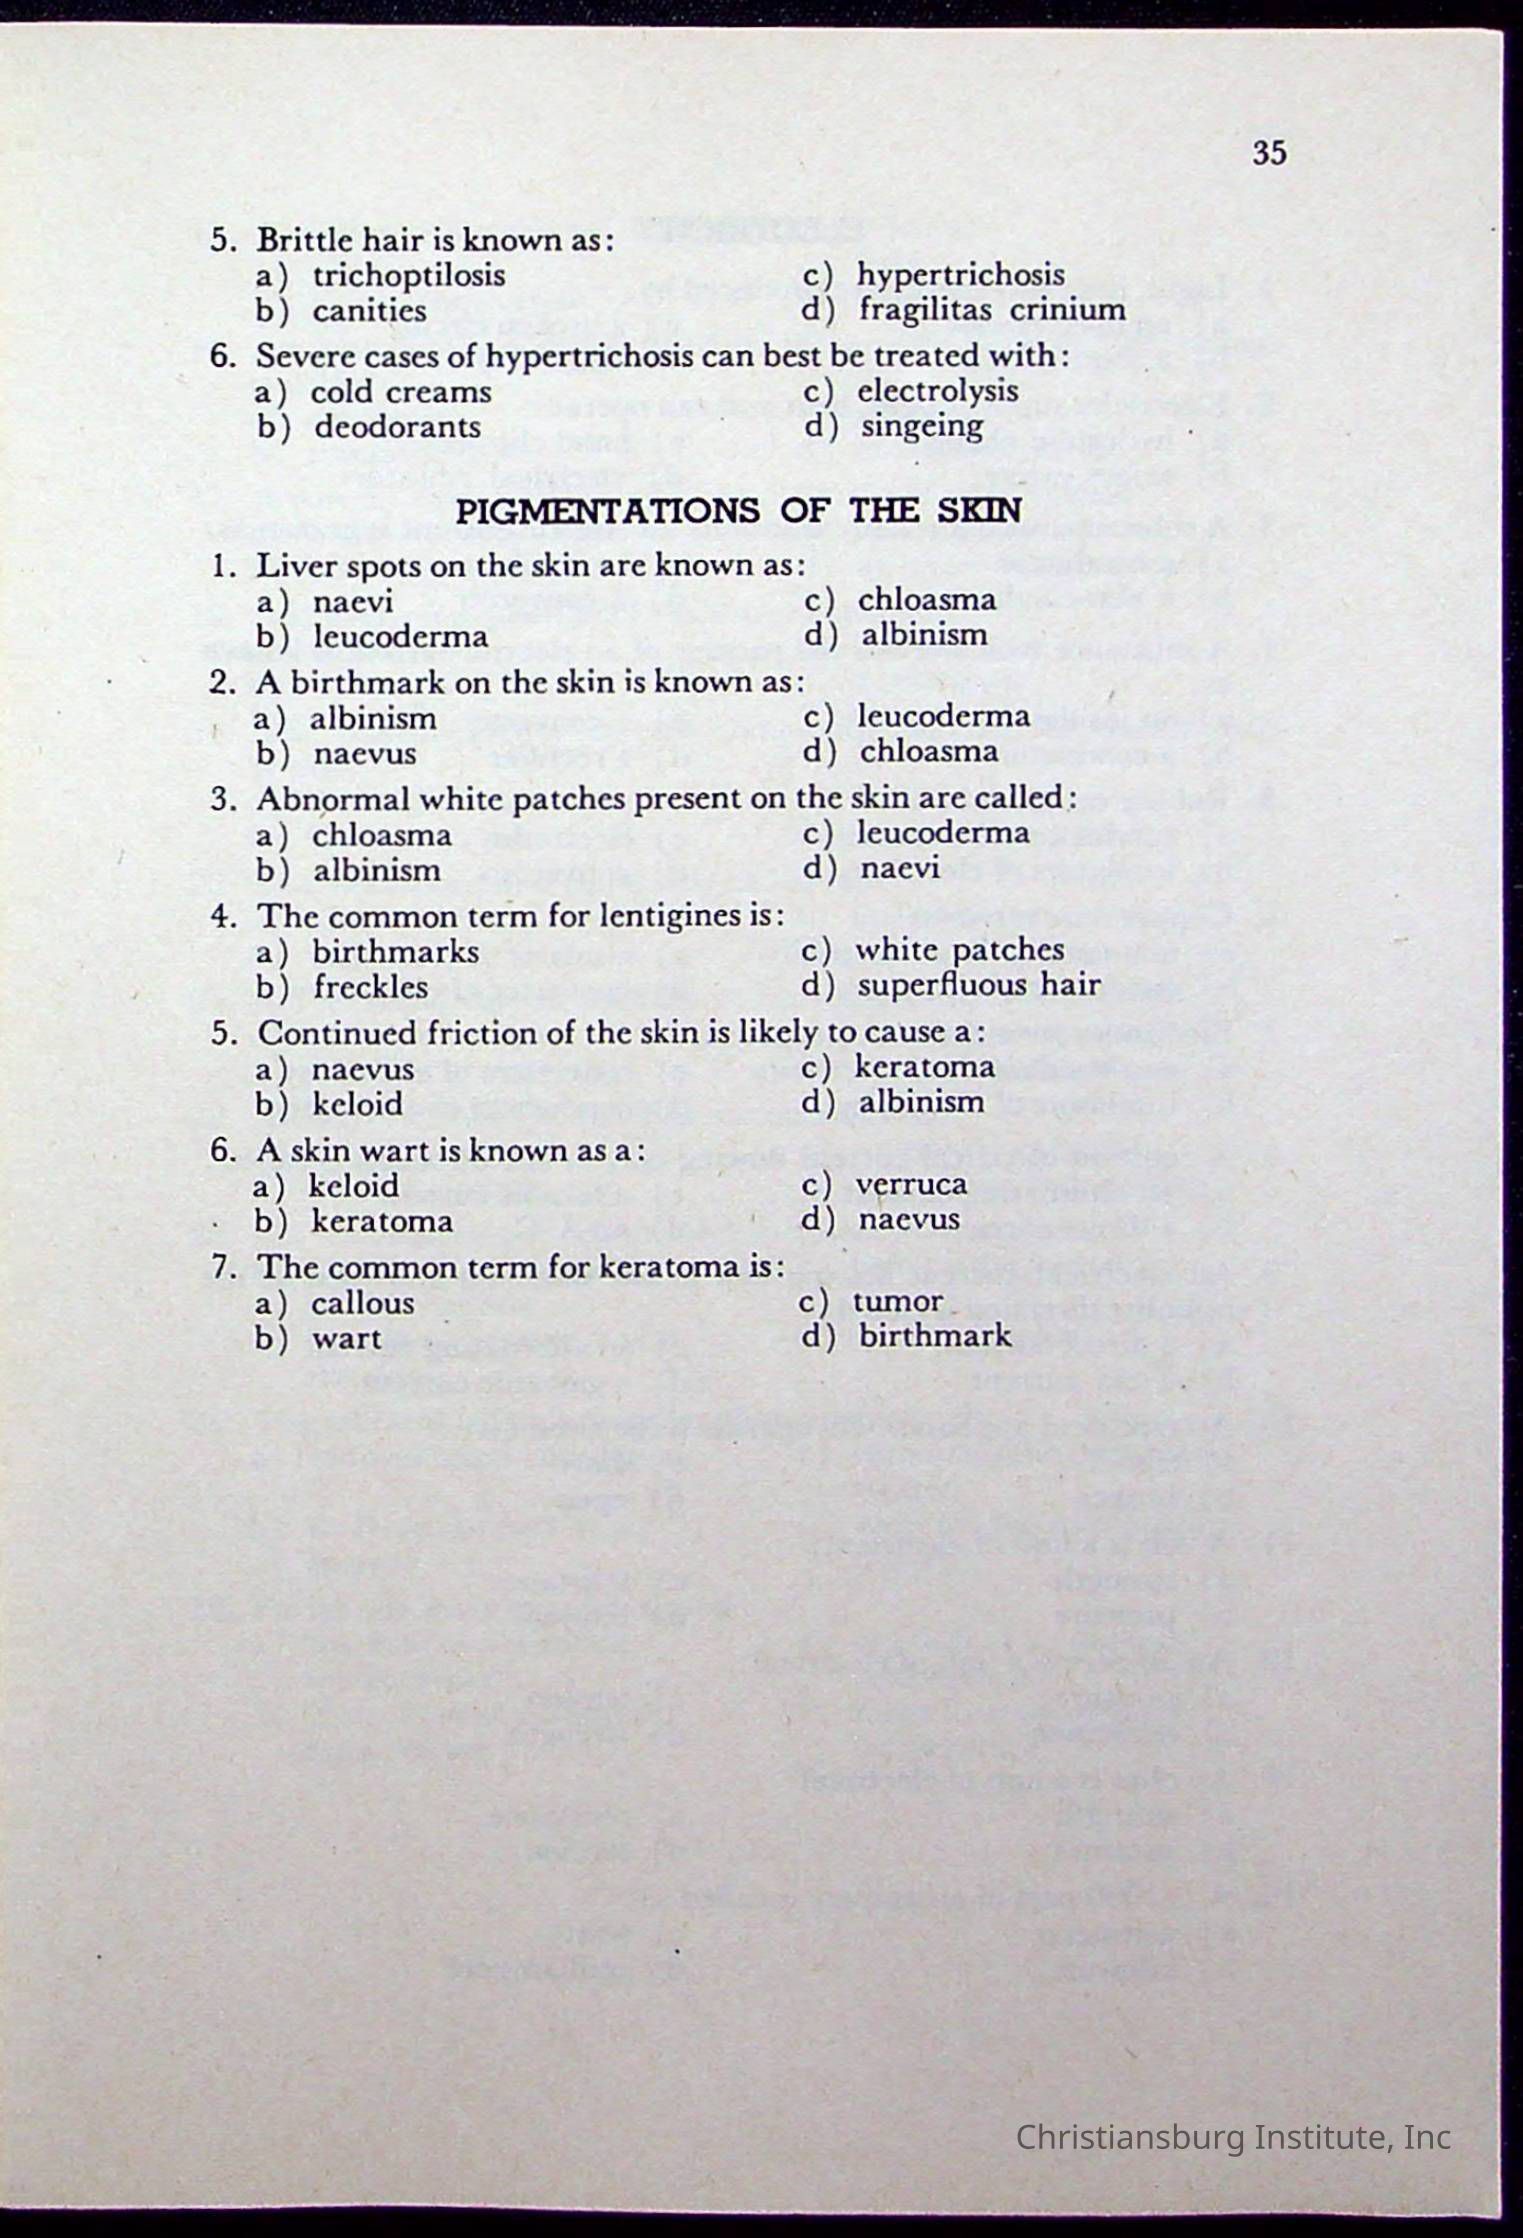 35
5. Brittle hair is known as:
a) trichoptilosis c) hypertrichosis
b) canities d) fragilitas crinium
6. Severe cases of hypertrichosis can best be treated with:
a) cold creams c) electrolysis
b) deodorants d) singeing
PIGMENTATIONS OF THE SKIN
1. Liver spots on the skin are known as:
a) naevi c) chloasma
b) leucoderma d) albinism
2. A birthmark on the skin is known as:
a) albinism c) leucoderma
b) naevus d) chloasma
3. Abnormal white patches present on the skin are called:
a) chloasma c) leucoderma
b) albinism d) naevi
4. The common term for lentigines is:
a) birthmarks c) white patches
b) freckles d) superfluous hair
5. Continued friction of the skin is likely to cause a:
a) naevus c) keratoma
b) keloid d) albinism
6. A skin wart is known as a:
a) keloid c) verruca
b) keratoma d) naevus
7. The common term for keratoma is:
a) callous c) tumor
b) wart d) birthmark
Christiansburg Institute, Inc